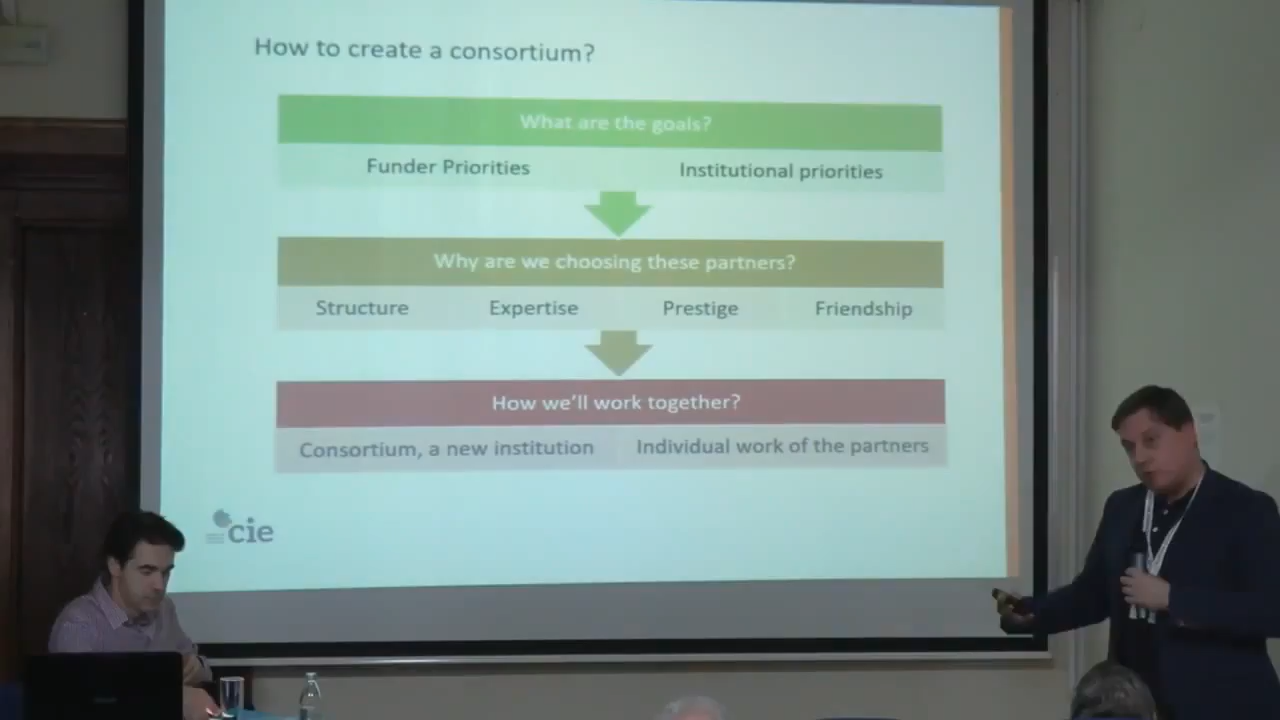 How to create a consortium?
What are the goals?
Funder Priorities Institutional priorities
Why are we choosing these partners?
Structure Expertise Prestige Friendship
How we'll work together?
Consortium, a new institution Individual work of the partners
cie